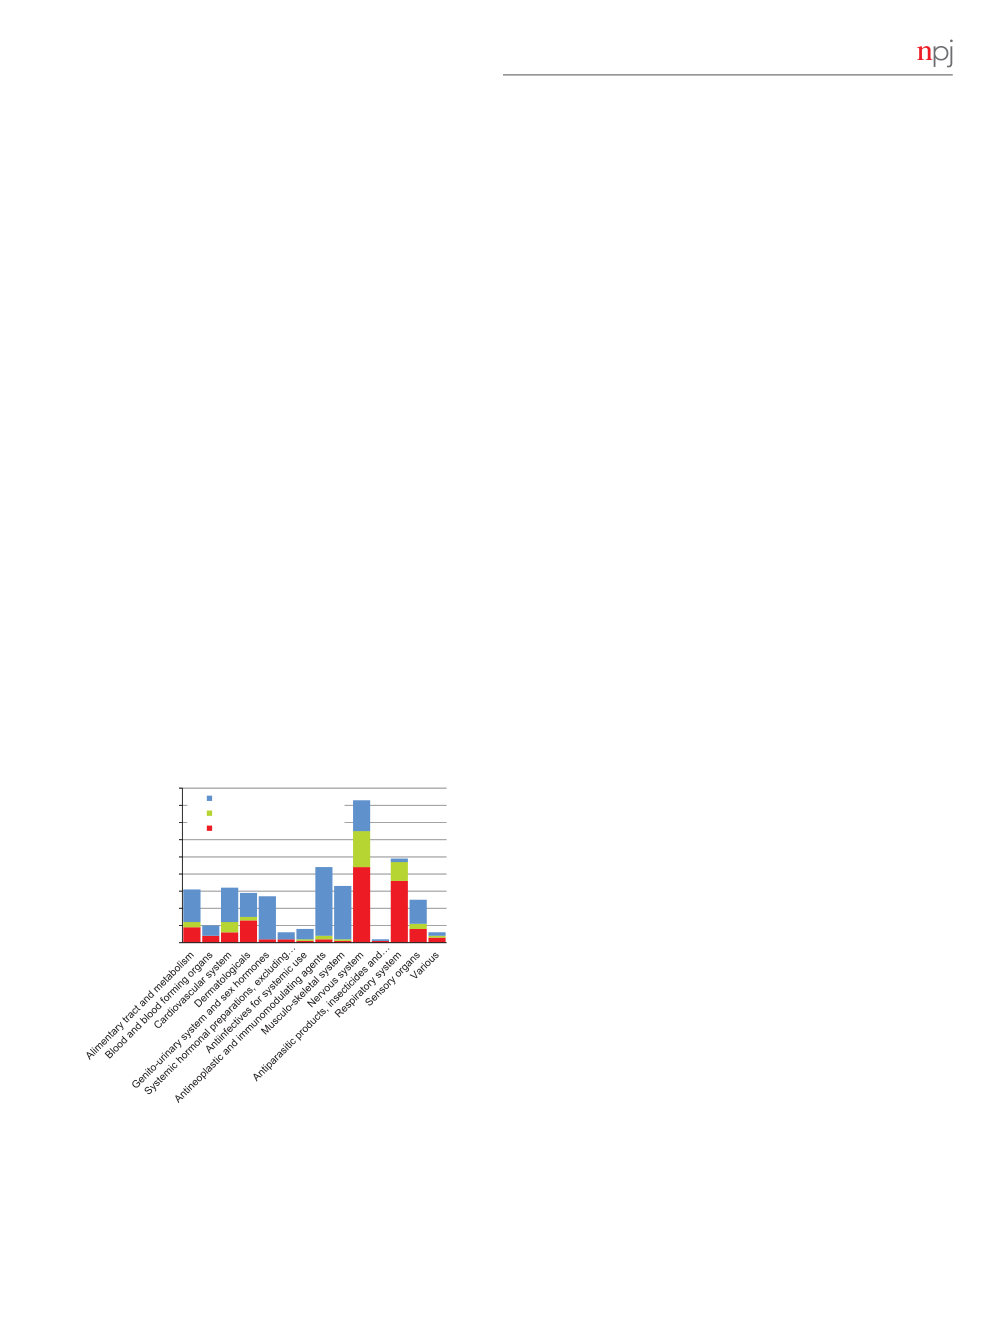 npj
Alimentary tract and metabolism
Blood and blood forming organs
Cardiovascular system
Dermatologicals
Genito-urinary system and sex hormones
Systemic hormonal preparations, excluding...
Antiinfectives for systemic use
Antineoplastic and immunomodulating agents
Musculo-skeletal system
Nervous system
Antiparasitic products, insecticides and...
Respiratory system
Sensory organs
Various